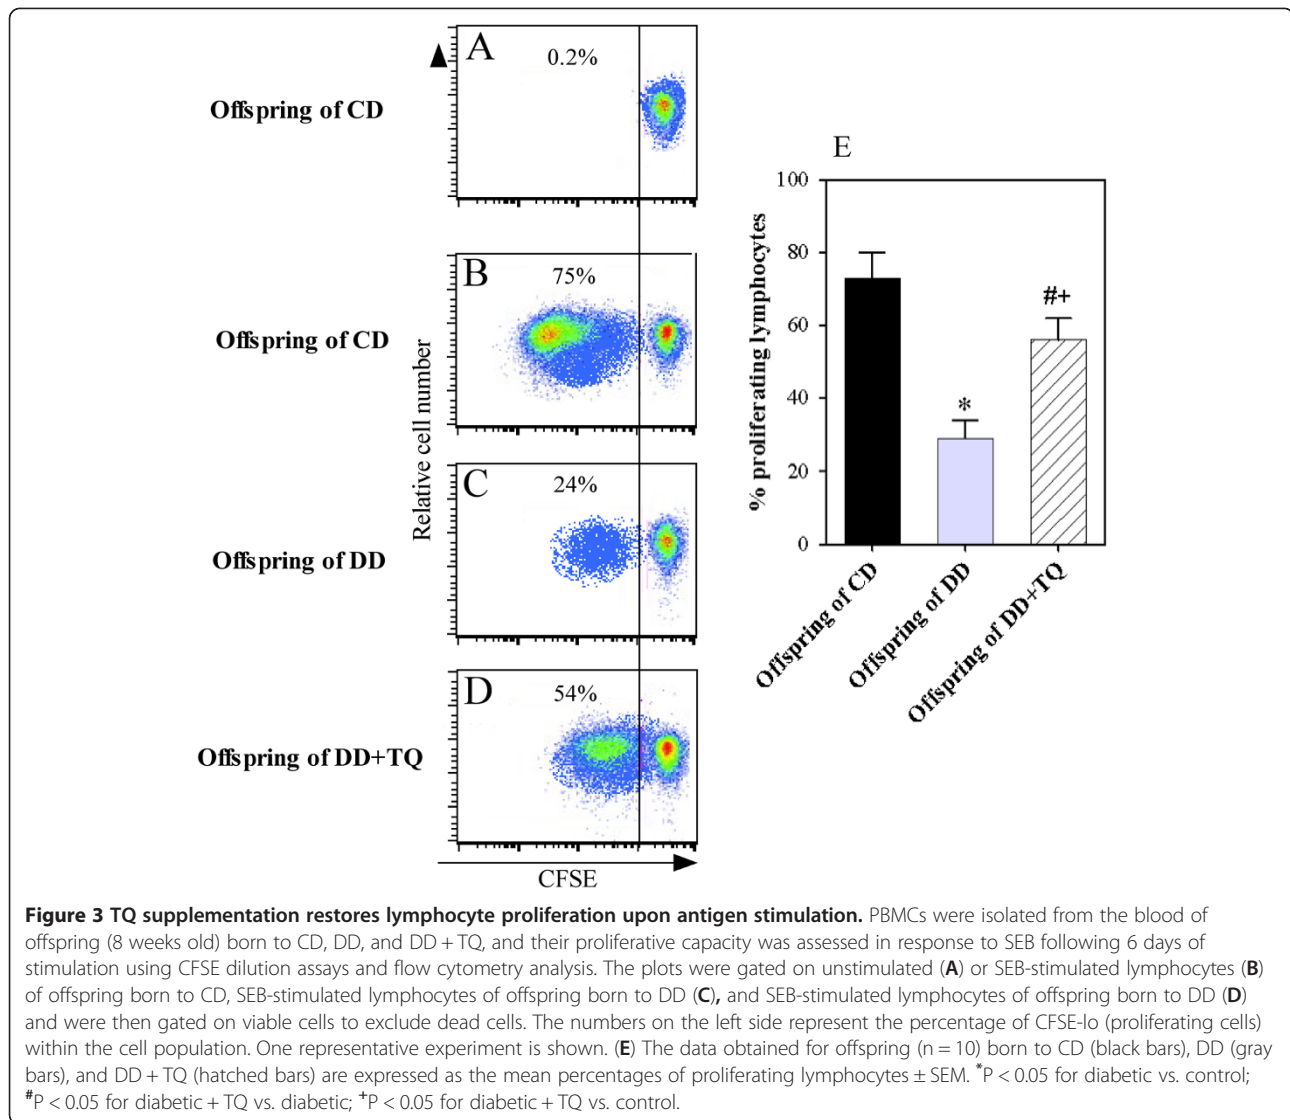 A
0.2%
Offspring of CD
B
75%
Offspring of CD
C
24%
Offspring of DD
D
54%
Offspring of DD+TQ
Relative cell number
CFSE
E
% proliferating lymphocytes
100
80
60
40
20
0
*
#+
Offspring of CD
Offspring of DD
Offspring of DD+TQ
Figure 3 TQ supplementation restores lymphocyte proliferation upon antigen stimulation. PBMCs were isolated from the blood of
offspring (8 weeks old) born to CD, DD, and DD + TQ, and their proliferative capacity was assessed in response to SEB following 6 days of
stimulation using CFSE dilution assays and flow cytometry analysis. The plots were gated on unstimulated (A) or SEB-stimulated lymphocytes (B)
of offspring born to CD, SEB-stimulated lymphocytes of offspring born to DD (C), and SEB-stimulated lymphocytes of offspring born to DD (D)
and were then gated on viable cells to exclude dead cells. The numbers on the left side represent the percentage of CFSE-lo (proliferating cells)
within the cell population. One representative experiment is shown. (E) The data obtained for offspring (n = 10) born to CD (black bars), DD (gray
bars), and DD + TQ (hatched bars) are expressed as the mean percentages of proliferating lymphocytes ± SEM. *P < 0.05 for diabetic vs. control;
#P < 0.05 for diabetic + TQ vs. diabetic; +P < 0.05 for diabetic + TQ vs. control.